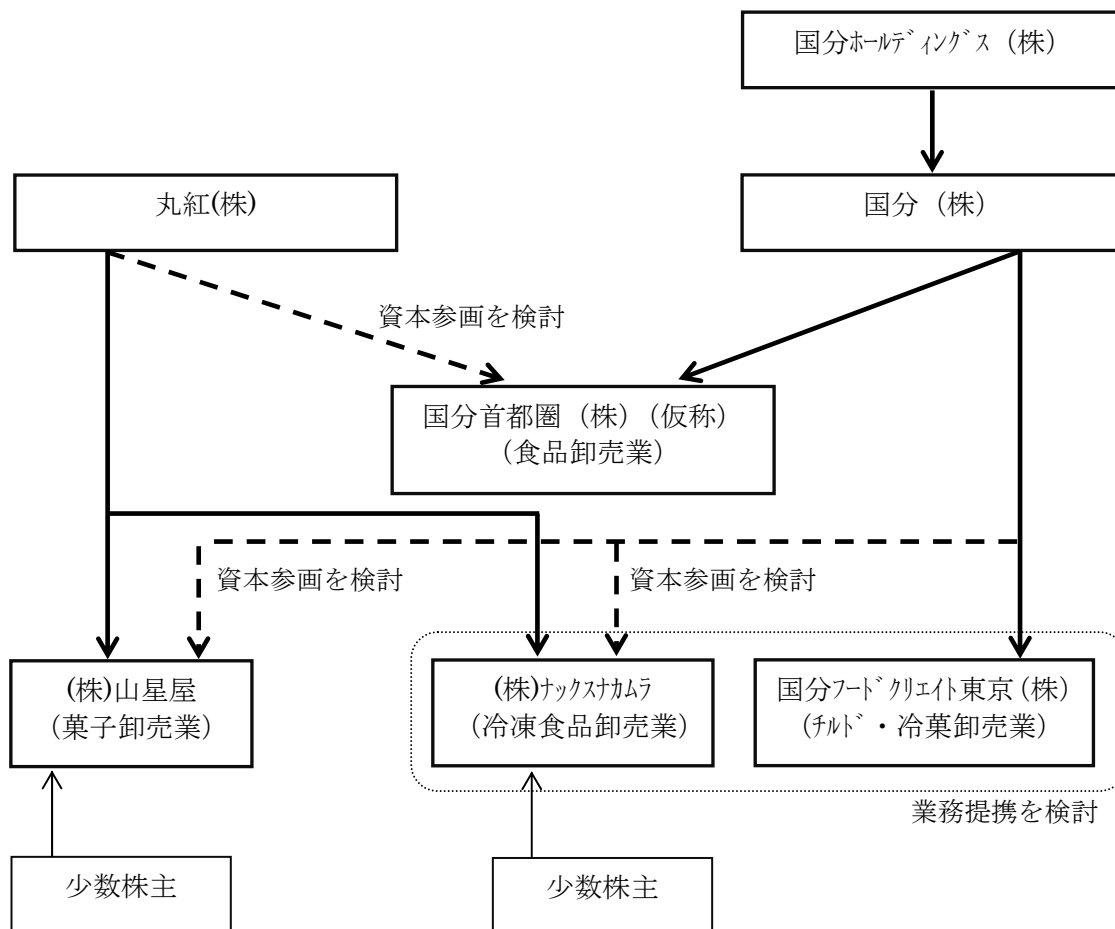 国分ﾎｰﾙﾃﾞｨﾝｸﾞｽ（株）
丸紅(株)
国分（株）
資本参画を検討
国分首都圏（株）（仮称）
（食品卸売業）
資本参画を検討
資本参画を検討
(株)山星屋
（菓子卸売業）
(株)ﾅｯｸｽﾅｶﾑﾗ
（冷凍食品卸売業）
国分ﾌｰﾄﾞｸﾘｴｲﾄ東京(株)
（ﾁﾙﾄﾞ・冷菓卸売業）
業務提携を検討
少数株主
少数株主